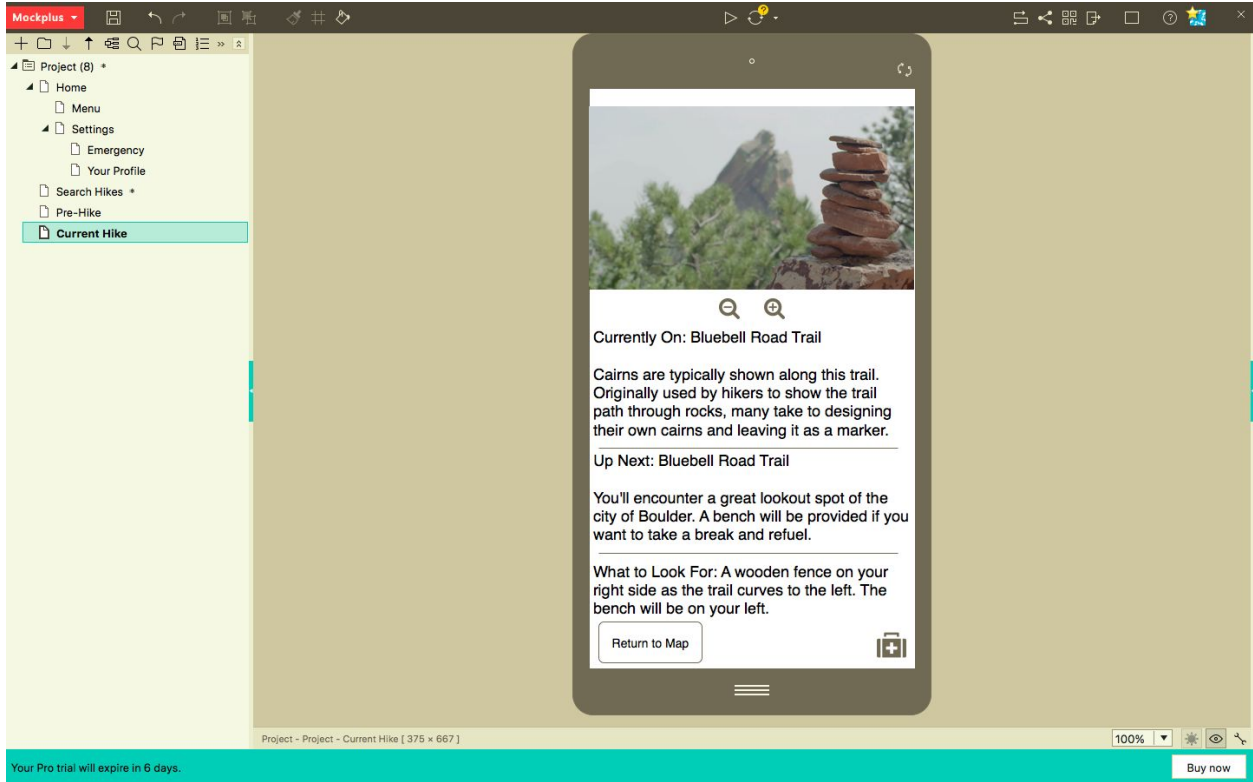 Mockplus
Project (8) *
Home
Menu
Settings
Emergency
Your Profile
Search Hikes *
Pre-Hike
Current Hike
Currently On: Bluebell Road Trail
Cairns are typically shown along this trail.
Originally used by hikers to show the trail
path through rocks, many take to designing
their own cairns and leaving it as a marker.
Up Next: Bluebell Road Trail
You'll encounter a great lookout spot of the
city of Boulder. A bench will be provided if you
want to take a break and refuel.
What to Look For: A wooden fence on your
right side as the trail curves to the left. The
bench will be on your left.
Return to Map
Project - Project - Current Hike [ 375 × 667 ]
100%
Your Pro trial will expire in 6 days.
Buy now